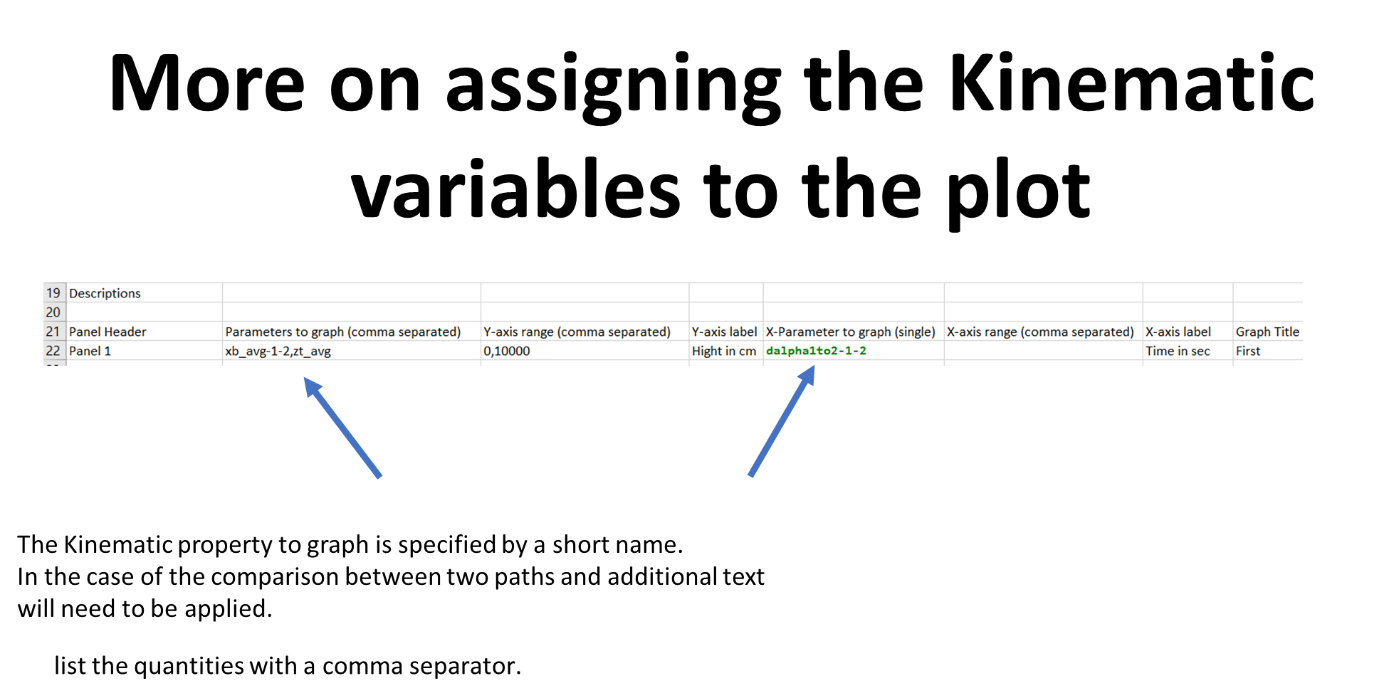 More on assigning the Kinematic
variables to the plot
19 Descriptions
20
21 Panel Header Parameters to graph (comma separated) Y-axis range (comma separated) Y-axis label X-Parameter to graph (single) X-axis range (comma separated) X-axis label Graph Title
22 Panel 1 xb_avg-1-2,zt_avg 0,10000 Hight in cm dalpha1to2-1-2 Time in sec First
The Kinematic property to graph is specified by a short name.
In the case of the comparison between two paths and additional text
will need to be applied.
list the quantities with a comma separator.